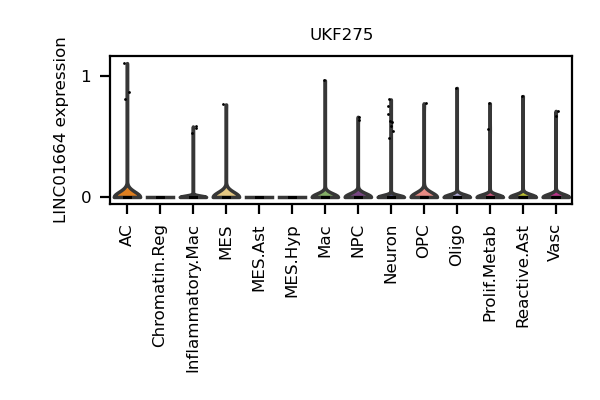 UKF275
LINC01664 expression
1
0
AC
Chromatin.Reg
Inflammatory.Mac
MES
MES.Ast
MES.Hyp
Mac
NPC
Neuron
OPC
Oligo
Prolif.Metab
Reactive.Ast
Vasc